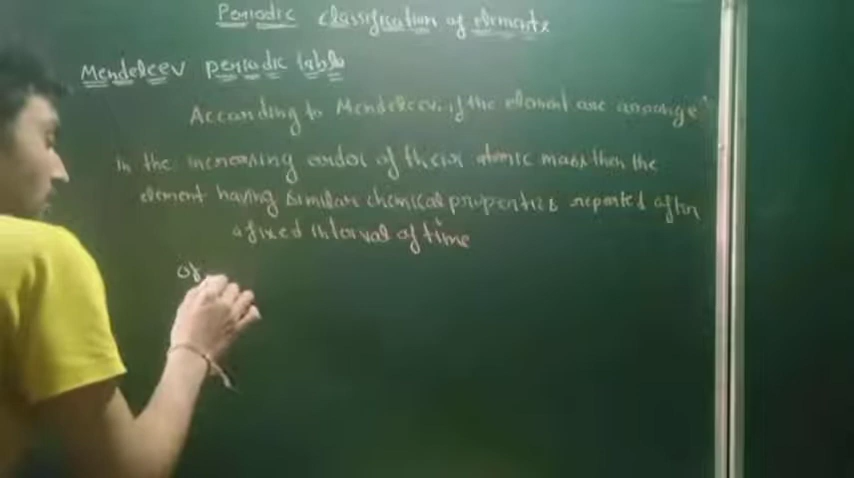 Periodic classification of elements
Mendeleev periodic table
According to Mendeleev, if the element are arrange
in the increasing order of their atomic mass then the
element having similar chemical properties repeated after
a fixed interval of time
or